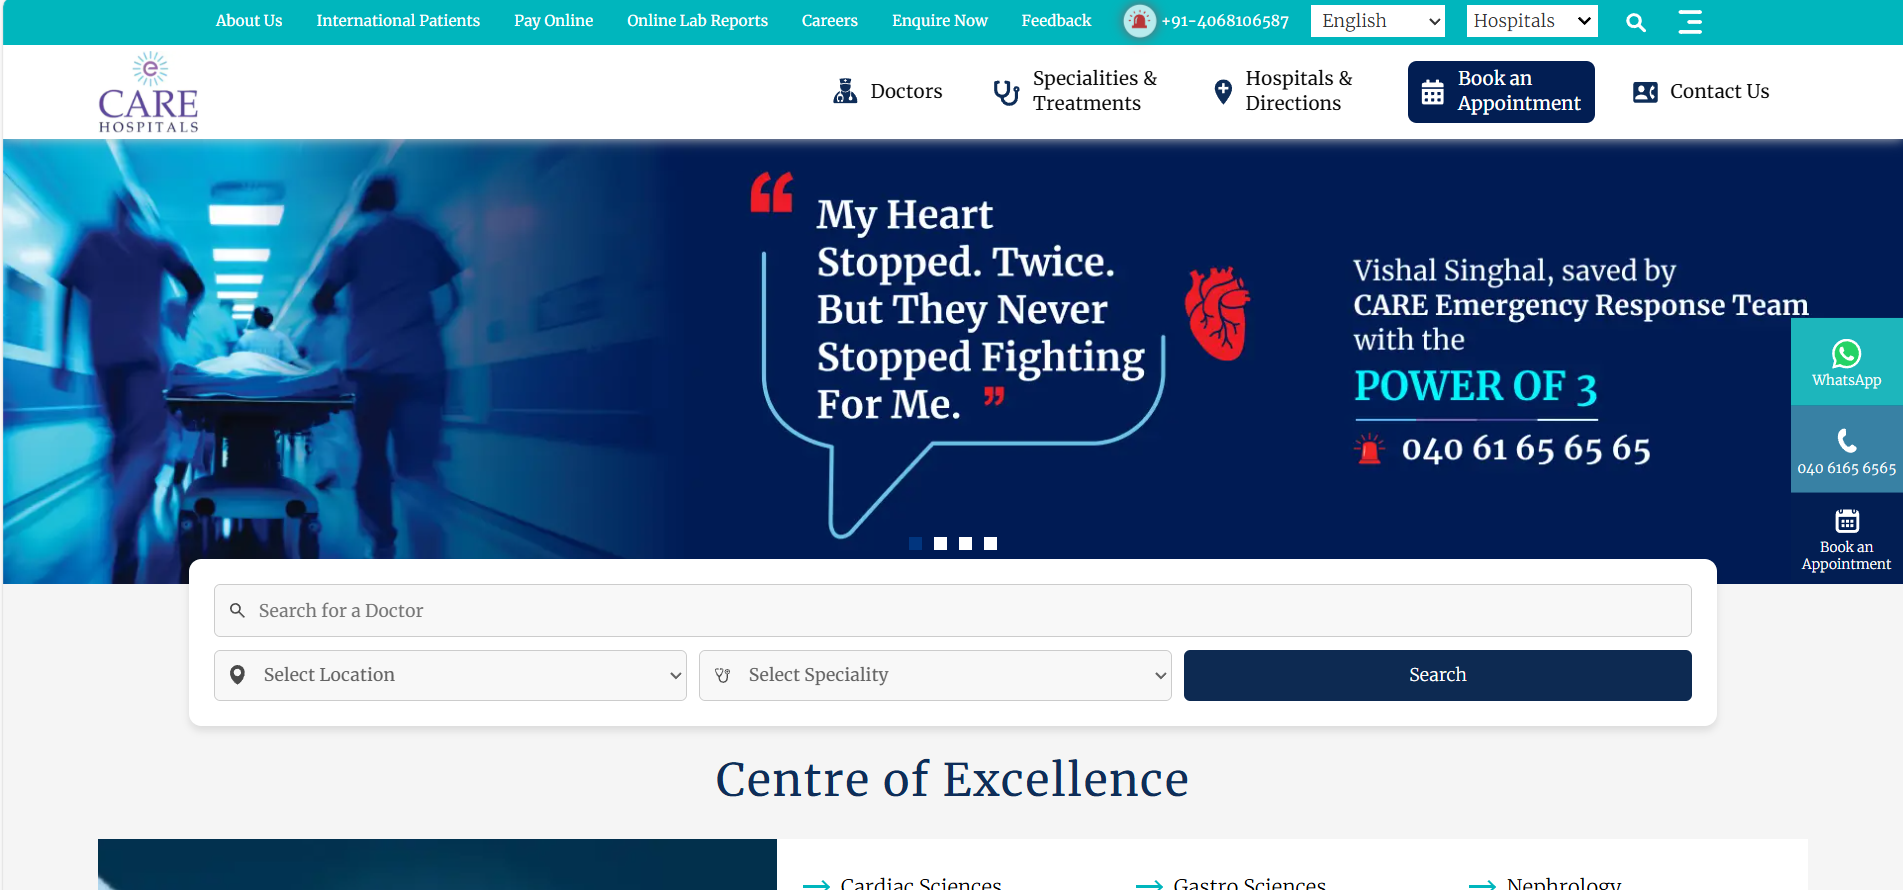 About Us International Patients Pay Online Online Lab Reports Careers Enquire Now Feedback +91-4068106587 English Hospitals
CARE
HOSPITALS
Doctors
Specialities &
Treatments
Hospitals &
Directions
Book an
Appointment
Contact Us
“
My Heart
Stopped. Twice.
But They Never
Stopped Fighting
For Me. ”
Vishal Singhal, saved by
CARE Emergency Response Team
with the
POWER OF 3
040 61 65 65 65
WhatsApp
040 6165 6565
Book an
Appointment
Search for a Doctor
Select Location Select Speciality Search
Centre of Excellence
Cardiac Sciences Gastro Sciences Nephrology